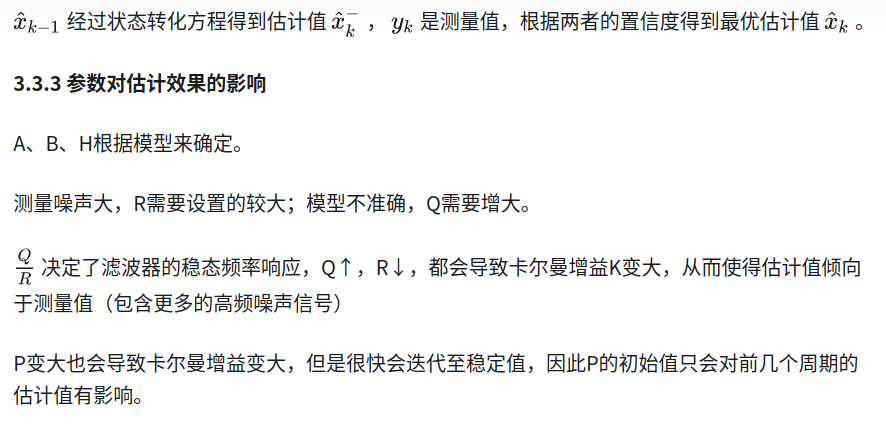 x̂ₖ₋₁ 经过状态转化方程得到估计值 x̂ₖ⁻ ， yₖ 是测量值，根据两者的置信度得到最优估计值 x̂ₖ 。
3.3.3 参数对估计效果的影响
A、B、H根据模型来确定。
测量噪声大，R需要设置的较大；模型不准确，Q需要增大。
Q/R 决定了滤波器的稳态频率响应，Q↑，R↓，都会导致卡尔曼增益K变大，从而使得估计值倾向
于测量值（包含更多的高频噪声信号）
P变大也会导致卡尔曼增益变大，但是很快会迭代至稳定值，因此P的初始值只会对前几个周期的
估计值有影响。